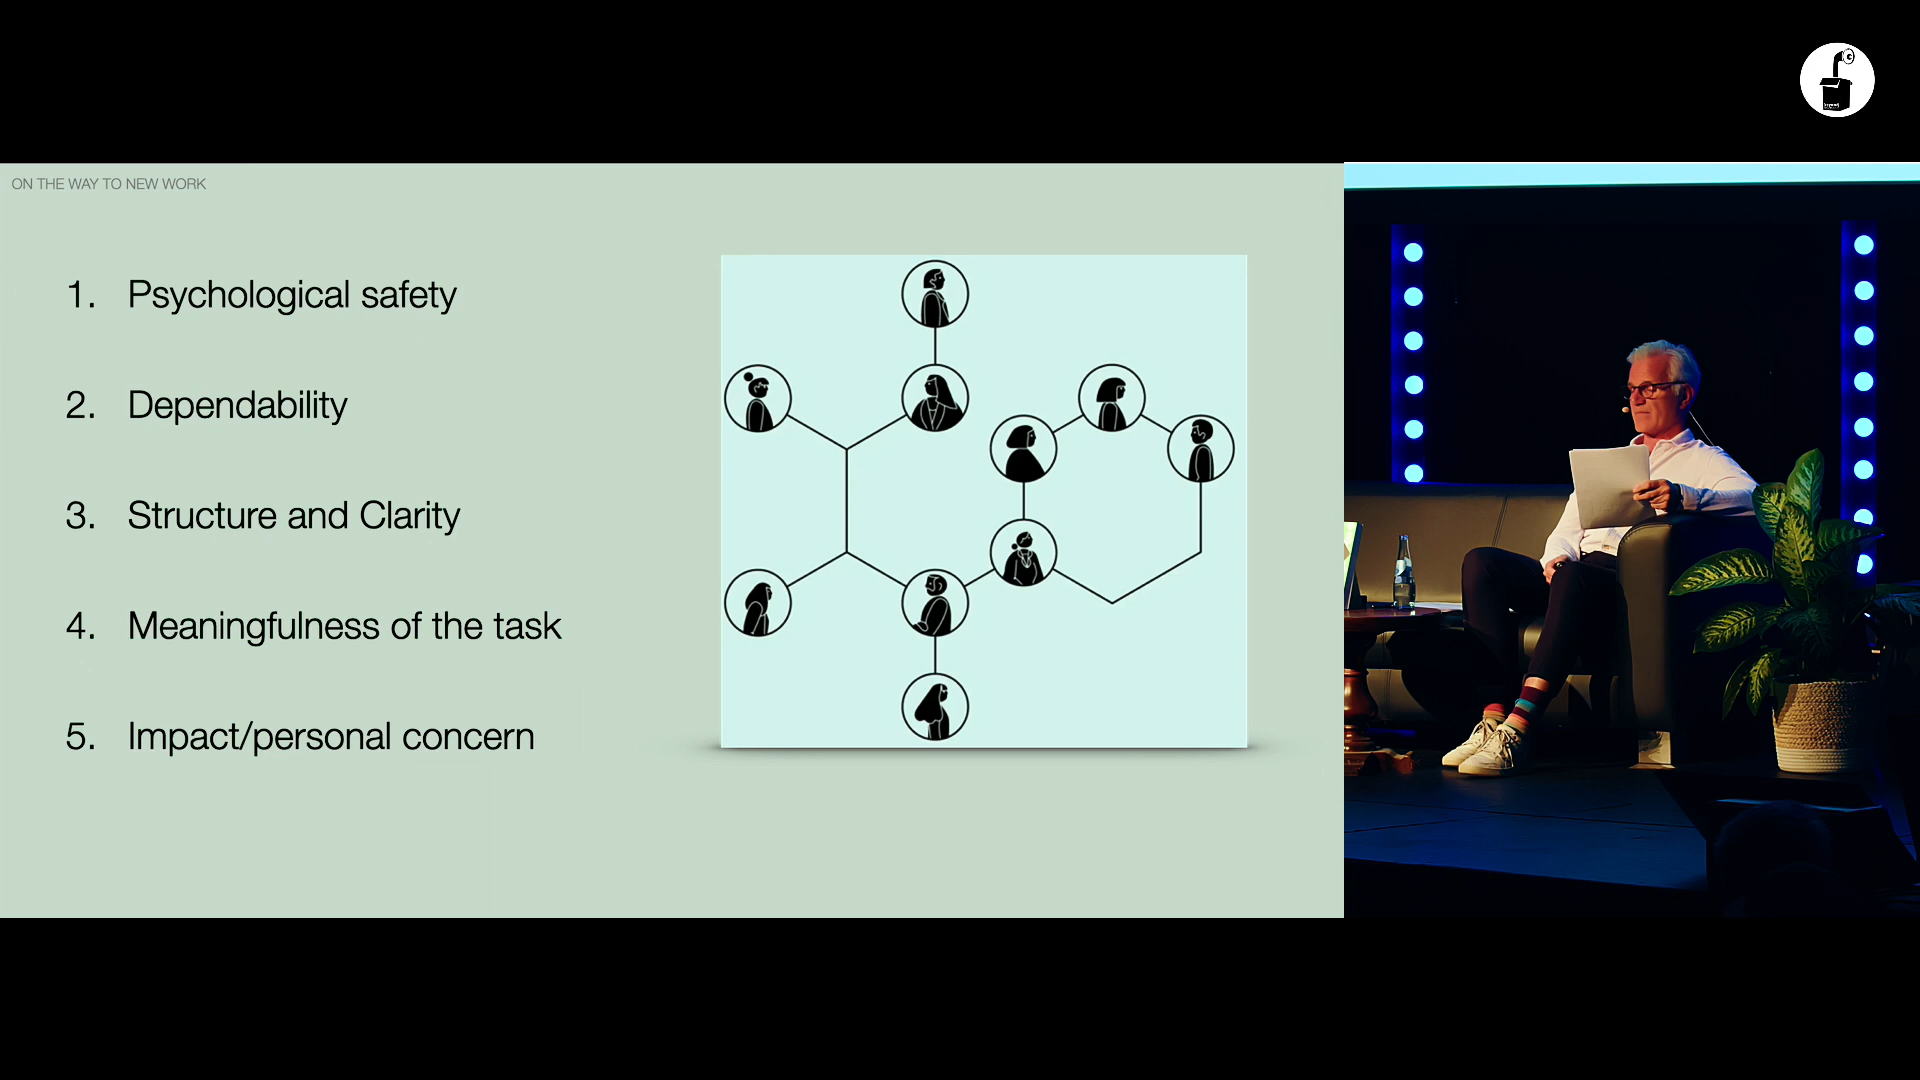 ON THE WAY TO NEW WORK
1. Psychological safety
2. Dependability
3. Structure and Clarity
4. Meaningfulness of the task
5. Impact/personal concern